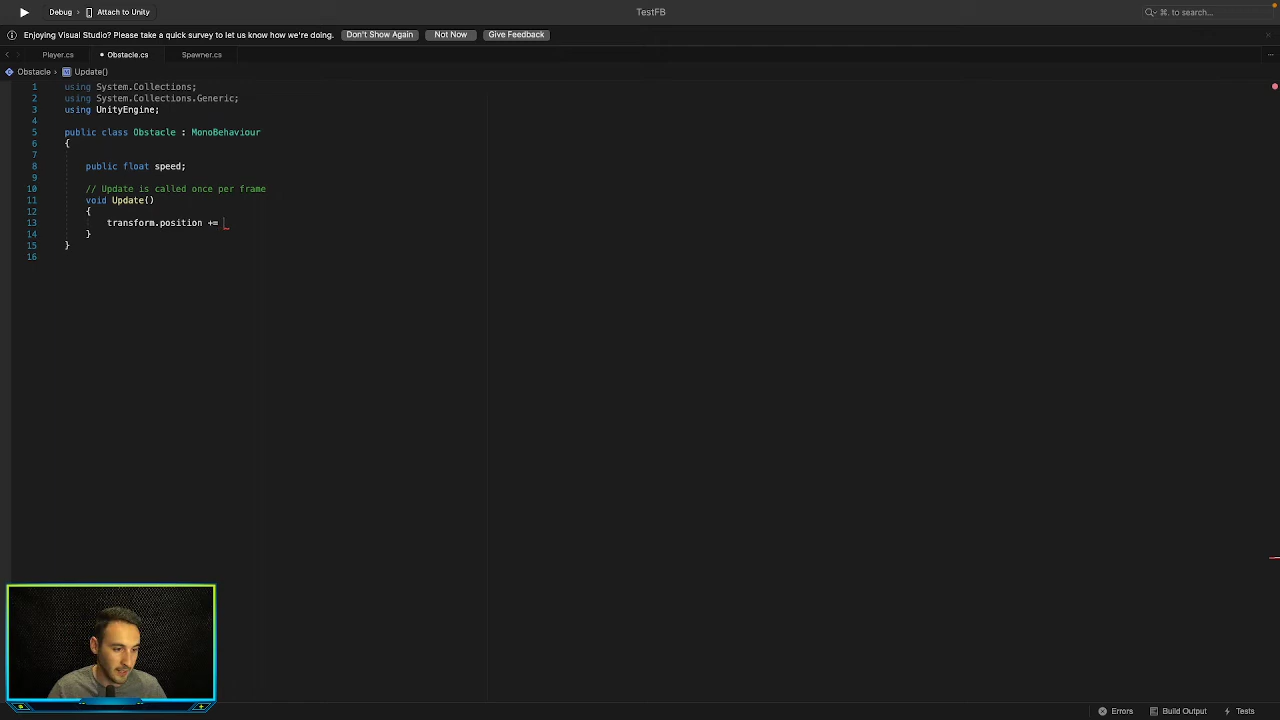 Debug > Attach to Unity
TestFB
⌘. to search...
Enjoying Visual Studio? Please take a quick survey to let us know how we're doing. Don't Show Again Not Now Give Feedback
Player.cs Obstacle.cs Spawner.cs
Obstacle > Update()
1 using System.Collections;
2 using System.Collections.Generic;
3 using UnityEngine;
4
5 public class Obstacle : MonoBehaviour
6 {
7
8 public float speed;
9
10 // Update is called once per frame
11 void Update()
12 {
13 transform.position +=
14 }
15 }
16
Errors Build Output Tests